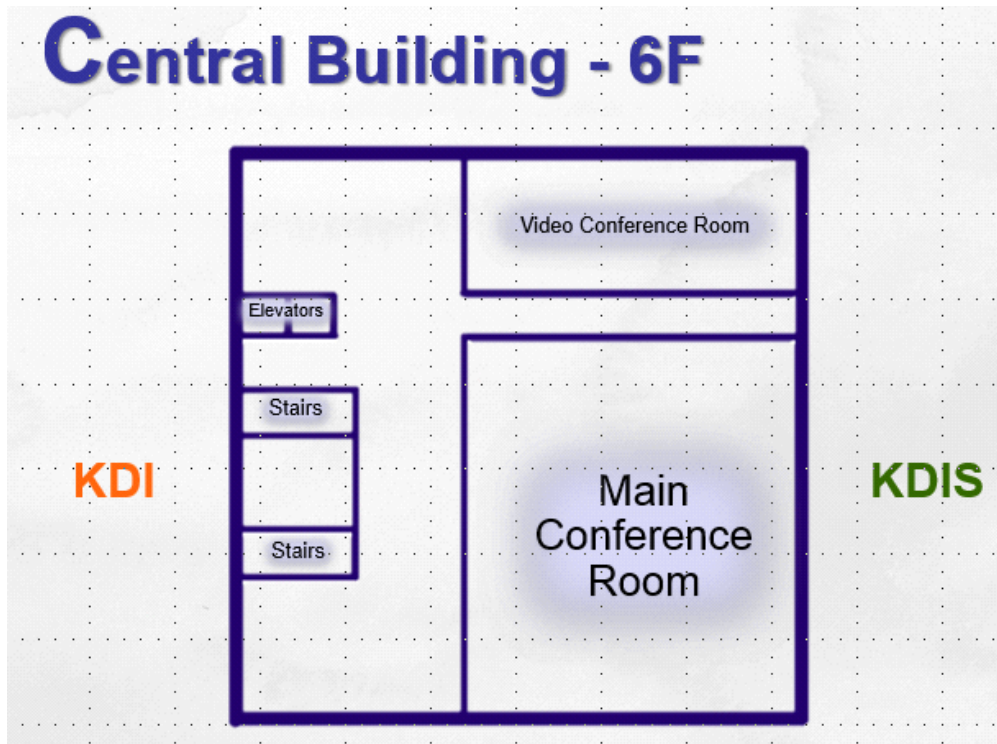 Central Building - 6F
Video Conference Room
Elevators
Stairs
KDI
Main
Conference
Room
KDIS
Stairs